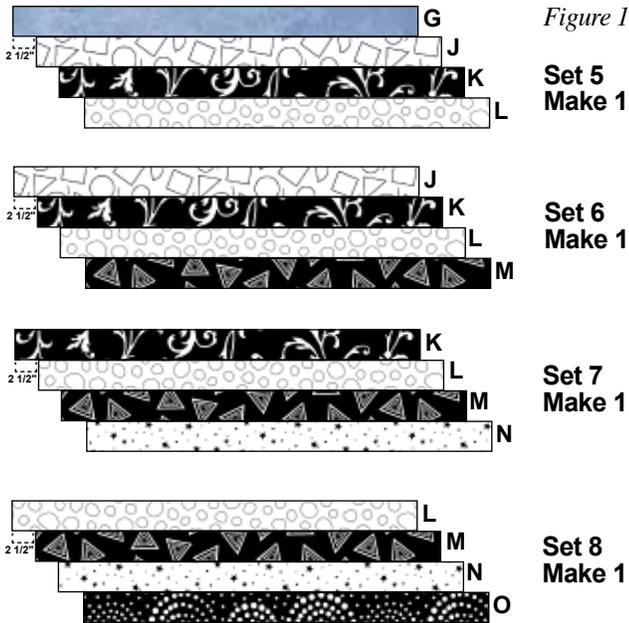 G
Figure 1
J
2 1/2"
K
Set 5
Make 1
L
J
2 1/2"
K
Set 6
Make 1
L
M
K
2 1/2"
L
Set 7
Make 1
M
N
L
2 1/2"
M
Set 8
Make 1
N
O